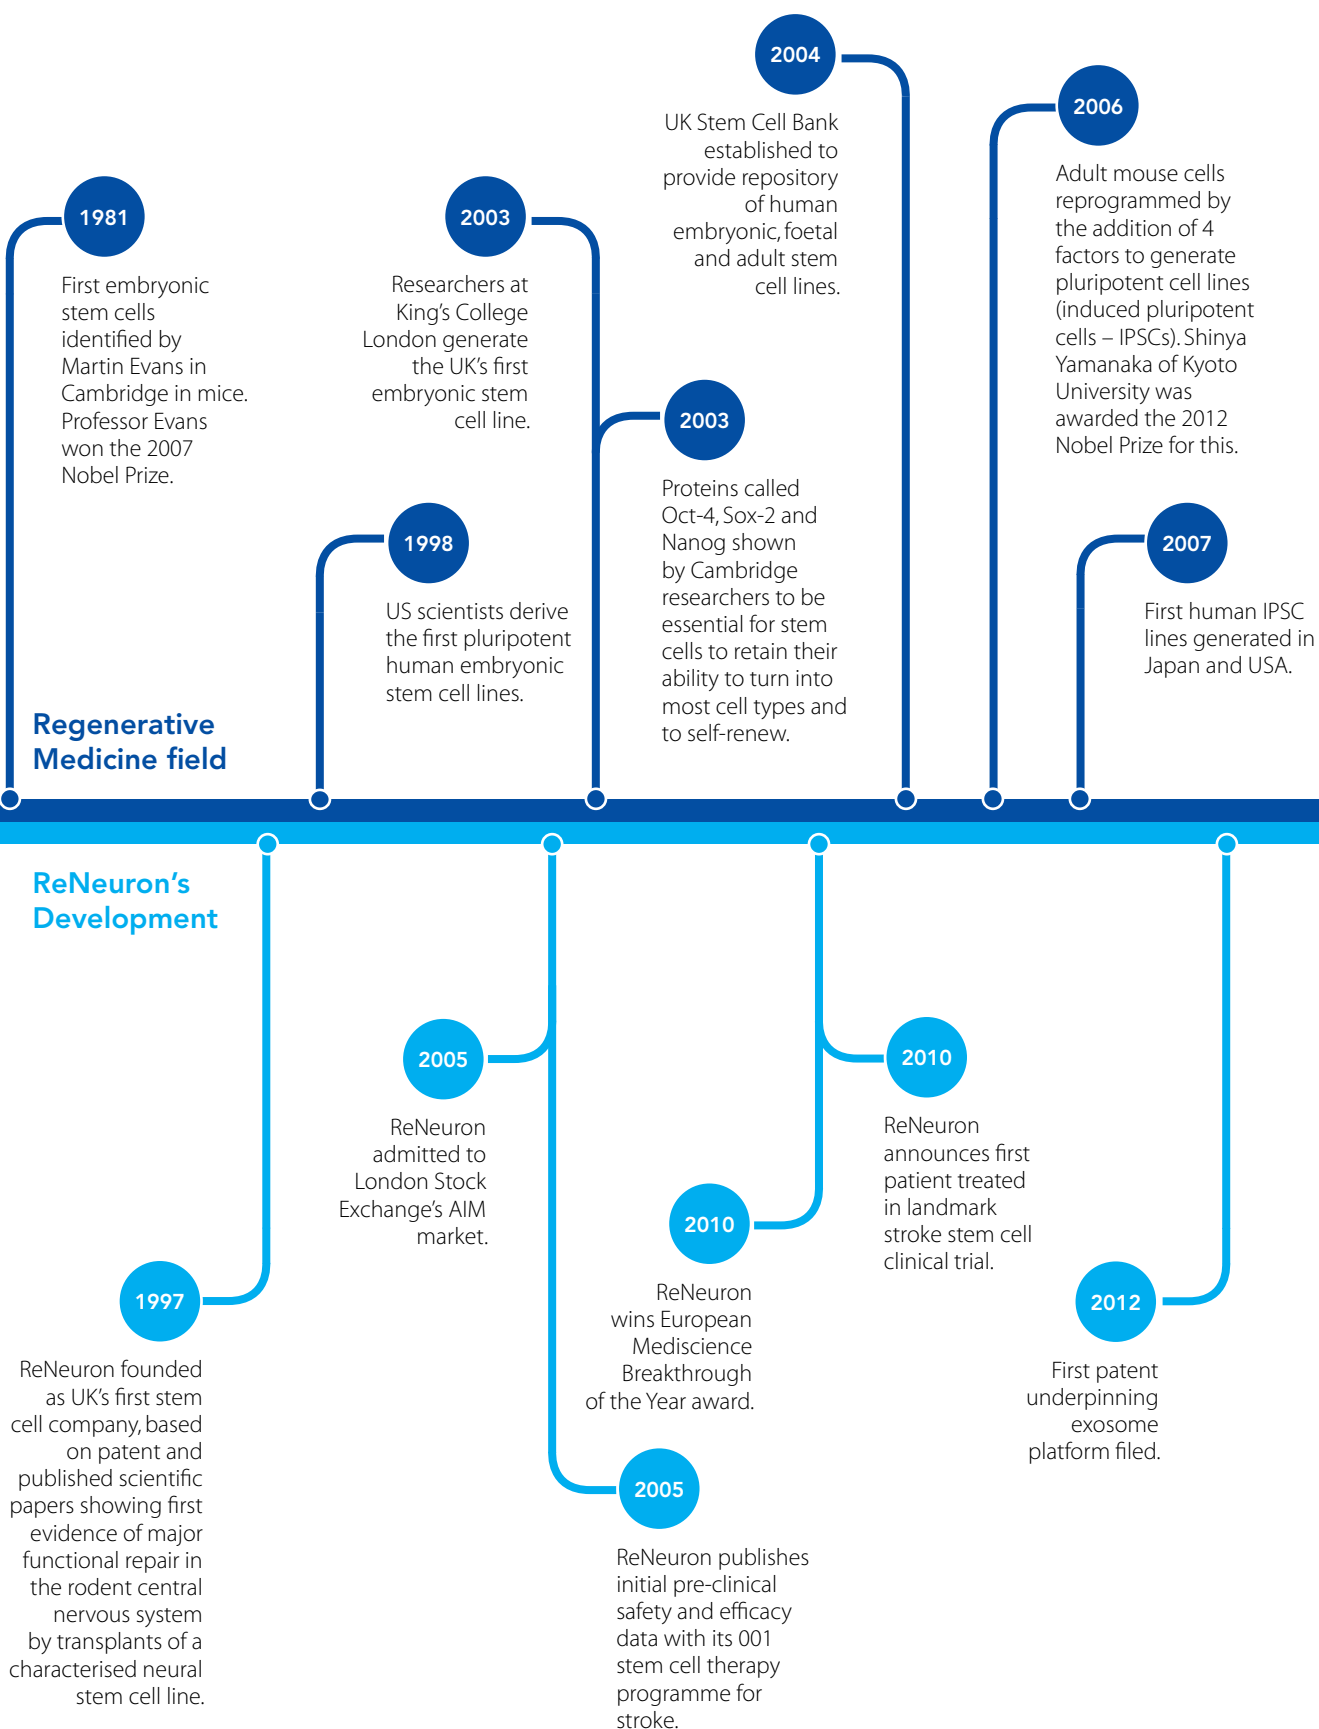 2004
UK Stem Cell Bank
established to
provide repository
of human
embryonic, foetal
and adult stem
cell lines.
2006
Adult mouse cells
reprogrammed by
the addition of 4
factors to generate
pluripotent cell lines
(induced pluripotent
cells – IPSCs). Shinya
Yamanaka of Kyoto
University was
awarded the 2012
Nobel Prize for this.
1981
First embryonic
stem cells
identified by
Martin Evans in
Cambridge in mice.
Professor Evans
won the 2007
Nobel Prize.
2003
Researchers at
King’s College
London generate
the UK’s first
embryonic stem
cell line.
2003
Proteins called
Oct-4, Sox-2 and
Nanog shown
by Cambridge
researchers to be
essential for stem
cells to retain their
ability to turn into
most cell types and
to self-renew.
1998
US scientists derive
the first pluripotent
human embryonic
stem cell lines.
2007
First human IPSC
lines generated in
Japan and USA.
Regenerative
Medicine field
ReNeuron’s
Development
2005
ReNeuron
admitted to
London Stock
Exchange’s AIM
market.
2010
ReNeuron
announces first
patient treated
in landmark
stroke stem cell
clinical trial.
2010
ReNeuron
wins European
Mediscience
Breakthrough
of the Year award.
1997
ReNeuron founded
as UK’s first stem
cell company, based
on patent and
published scientific
papers showing first
evidence of major
functional repair in
the rodent central
nervous system
by transplants of a
characterised neural
stem cell line.
2012
First patent
underpinning
exosome
platform filed.
2005
ReNeuron publishes
initial pre-clinical
safety and efficacy
data with its 001
stem cell therapy
programme for
stroke.